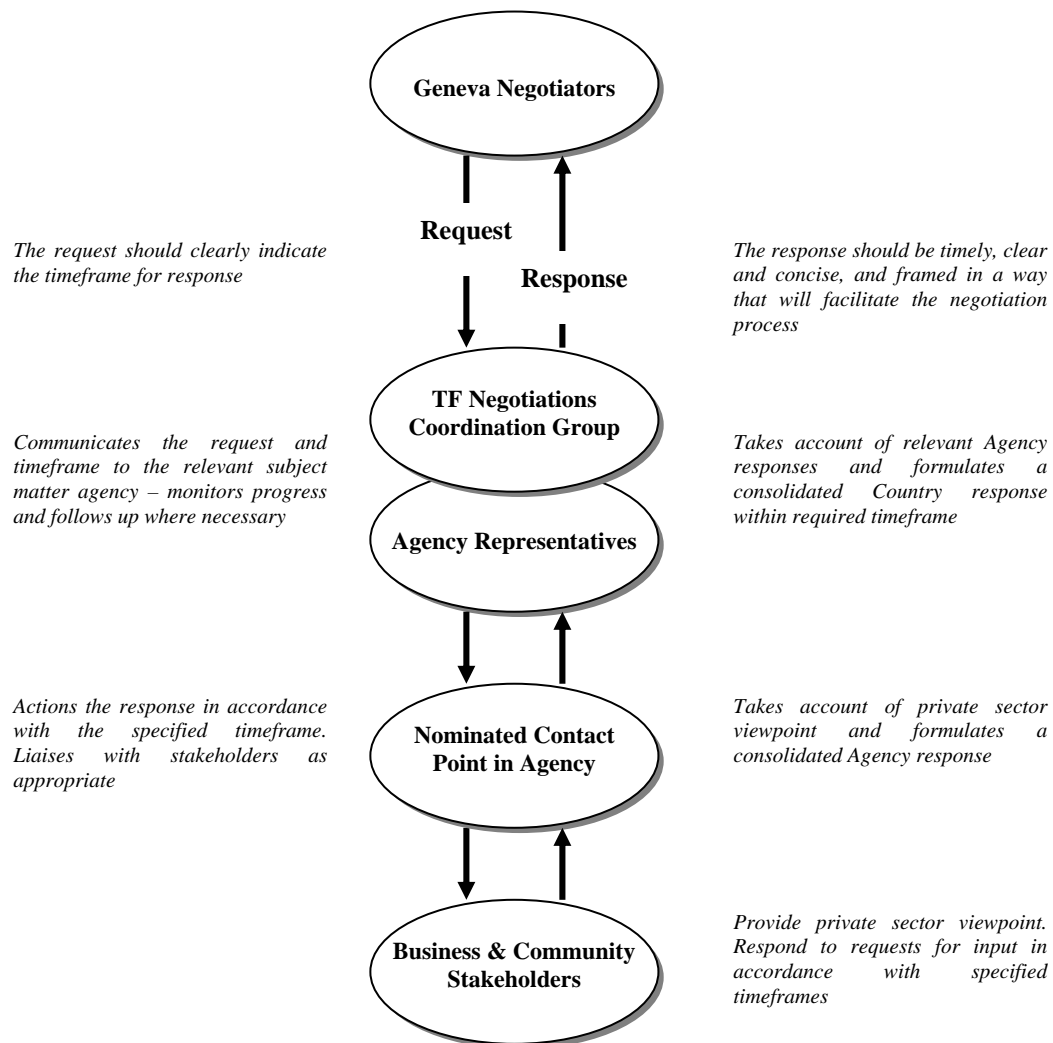 Geneva Negotiators
Request
The request should clearly indicate
the timeframe for response
Response
The response should be timely, clear
and concise, and framed in a way
that will facilitate the negotiation
process
TF Negotiations
Coordination Group
Communicates the request and
timeframe to the relevant subject
matter agency – monitors progress
and follows up where necessary
Takes account of relevant Agency
responses and formulates a
consolidated Country response
within required timeframe
Agency Representatives
Actions the response in accordance
with the specified timeframe.
Liaises with stakeholders as
appropriate
Nominated Contact
Point in Agency
Takes account of private sector
viewpoint and formulates a
consolidated Agency response
Business & Community
Stakeholders
Provide private sector viewpoint.
Respond to requests for input in
accordance with specified
timeframes